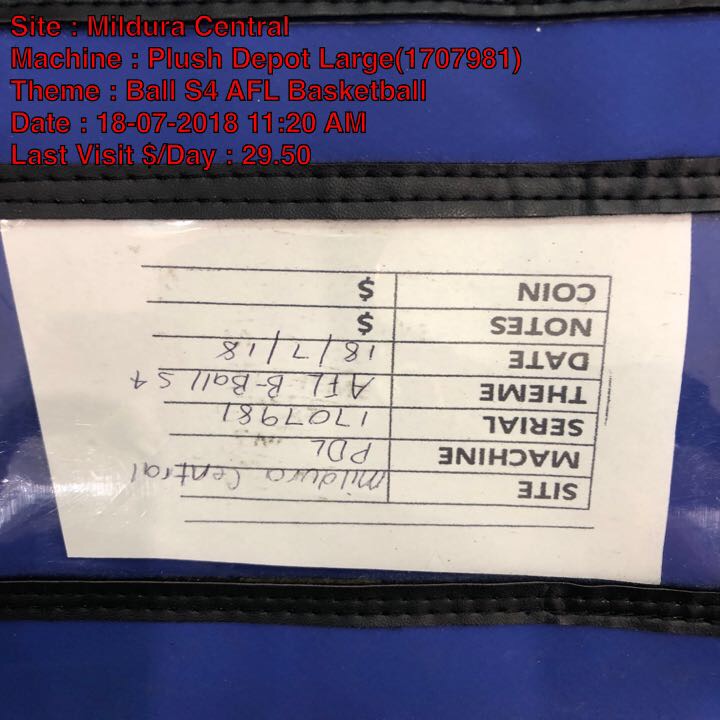 Site : Mildura Central
Machine : Plush Depot Large(1707981)
Theme : Ball S4 AFL Basketball
Date : 18-07-2018 11:20 AM
Last Visit $/Day : 29.50
SITE Mildura Central
MACHINE PDL
SERIAL 1707981
THEME AFL B-Ball S4
DATE 18/7/18
NOTES $
COIN $